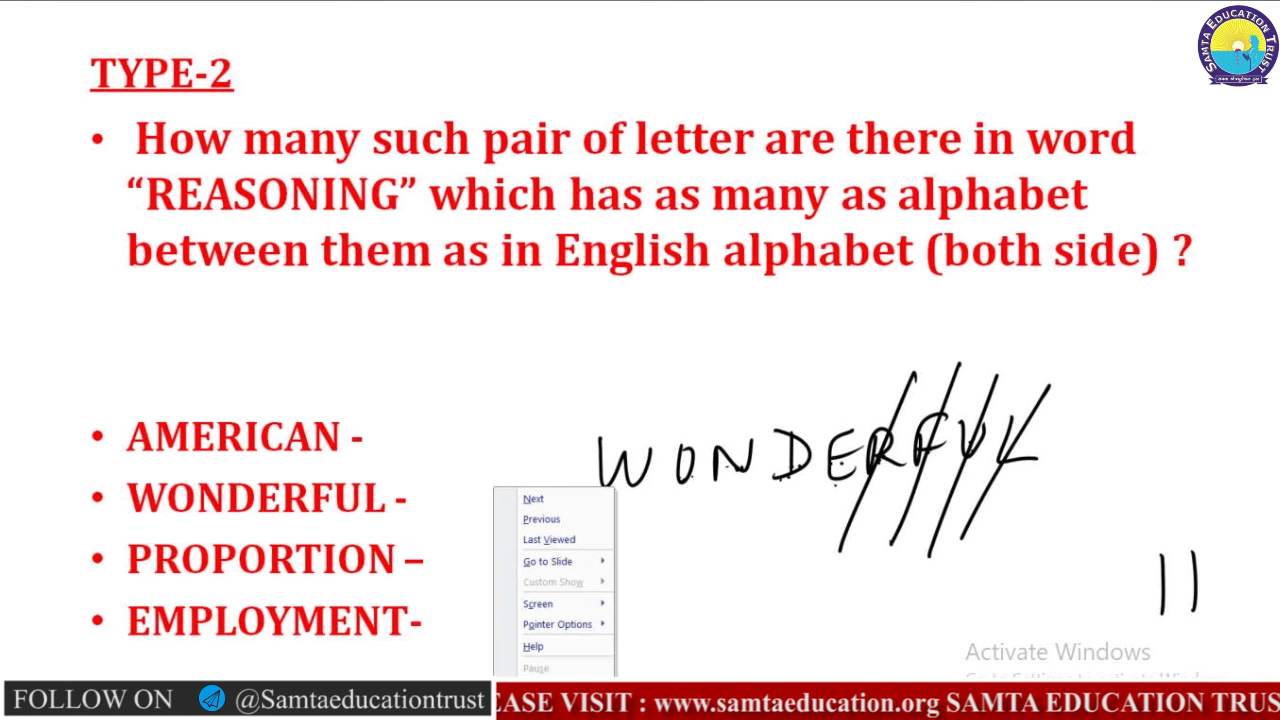 SAMTA EDUCATION TRUST
TYPE-2
• How many such pair of letter are there in word
“REASONING” which has as many as alphabet
between them as in English alphabet (both side) ?
• AMERICAN -
• WONDERFUL -
• PROPORTION –
• EMPLOYMENT-
WONDERFUL
Next
Previous
Last Viewed
Go to Slide
Custom Show
Screen
Pointer Options
Help
Pause
||
Activate Windows
FOLLOW ON @Samtaeducationtrust
EASE VISIT : www.samtaeducation.org SAMTA EDUCATION TRUS